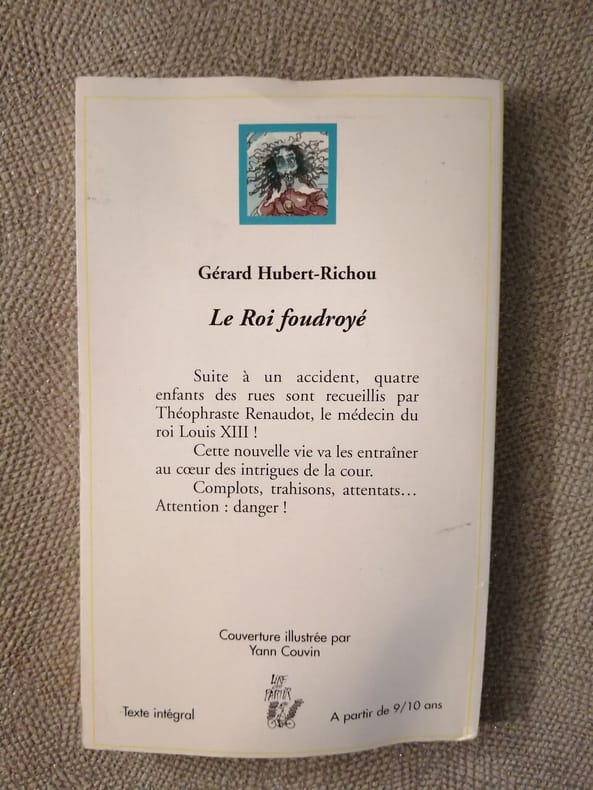 Gérard Hubert-Richou
Le Roi foudroyé
Suite à un accident, quatre
enfants des rues sont recueillis par
Théophraste Renaudot, le médecin du
roi Louis XIII !
Cette nouvelle vie va les entraîner
au cœur des intrigues de la cour.
Complots, trahisons, attentats…
Attention : danger !
Couverture illustrée par
Yann Couvin
LIRE
PARTIR
Texte intégral
A partir de 9/10 ans